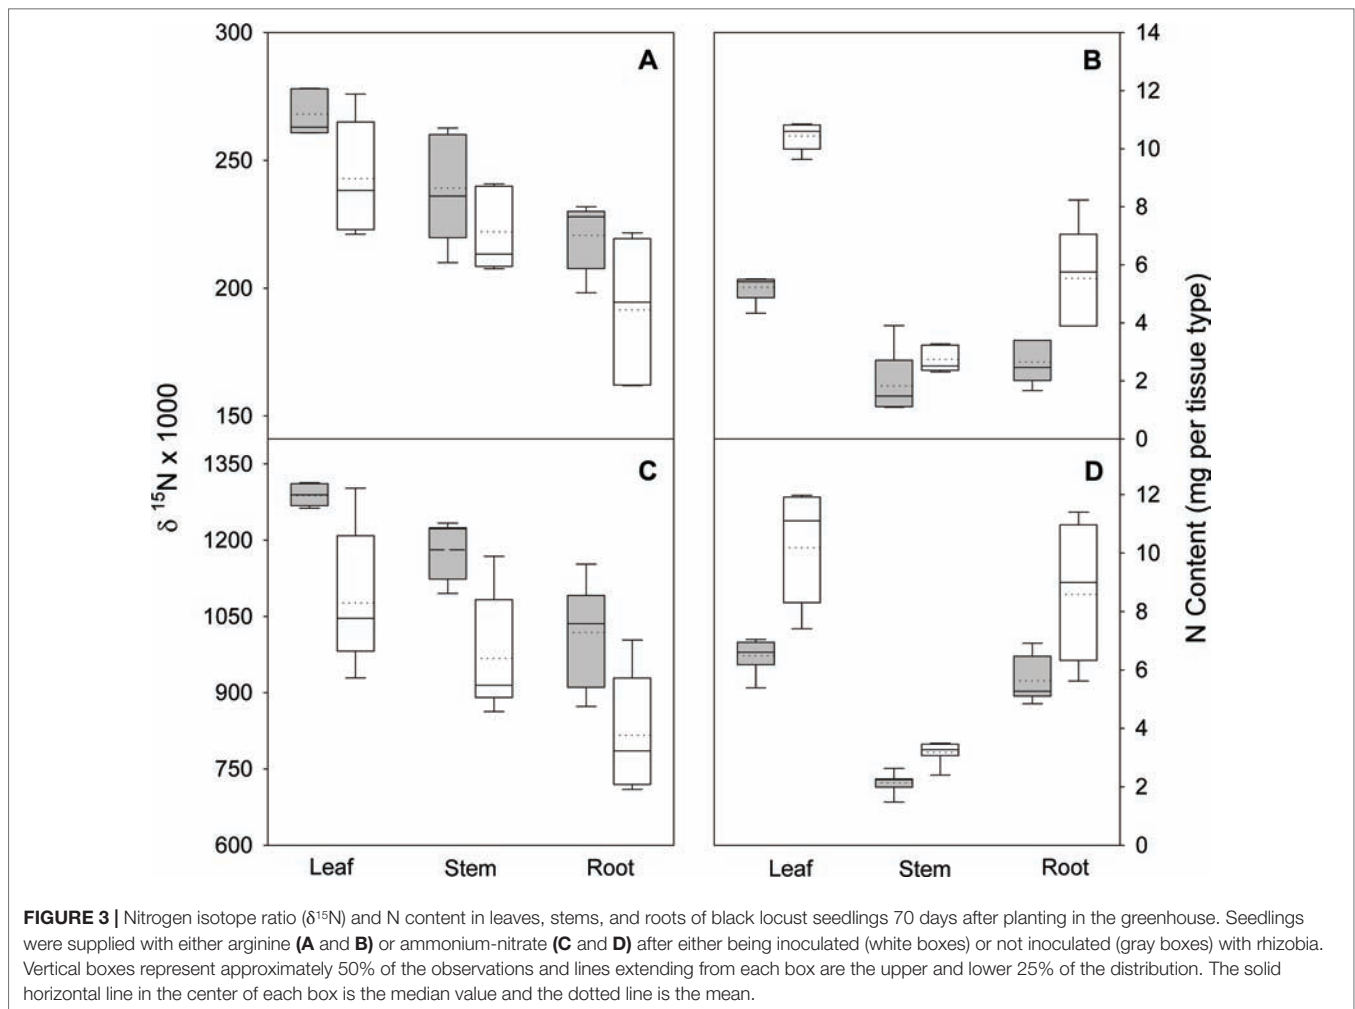 300
250
200
150
A
14
12
10
8
6
4
2
0
B
1350
1200
1050
900
750
600
C
12
10
8
6
4
2
0
D
δ ¹⁵N x 1000
N Content (mg per tissue type)
Leaf Stem Root
Leaf Stem Root
FIGURE 3 | Nitrogen isotope ratio (δ¹⁵N) and N content in leaves, stems, and roots of black locust seedlings 70 days after planting in the greenhouse. Seedlings
were supplied with either arginine (A and B) or ammonium-nitrate (C and D) after either being inoculated (white boxes) or not inoculated (gray boxes) with rhizobia.
Vertical boxes represent approximately 50% of the observations and lines extending from each box are the upper and lower 25% of the distribution. The solid
horizontal line in the center of each box is the median value and the dotted line is the mean.